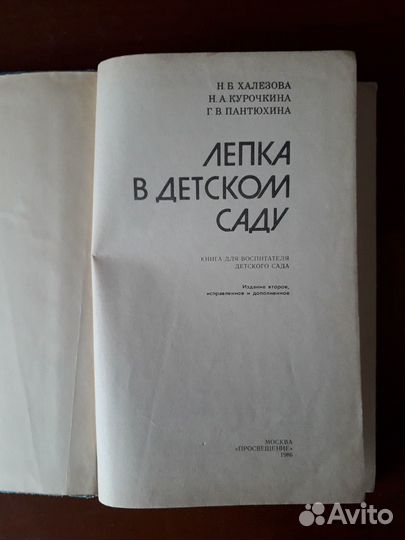 Н. Б. ХАЛЕЗОВА
Н. А. КУРОЧКИНА
Г. В. ПАНТЮХИНА
ЛЕПКА
В ДЕТСКОМ
САДУ
КНИГА ДЛЯ ВОСПИТАТЕЛЯ
ДЕТСКОГО САДА
Издание второе,
исправленное и дополненное
МОСКВА
«ПРОСВЕЩЕНИЕ»
1986
Avito